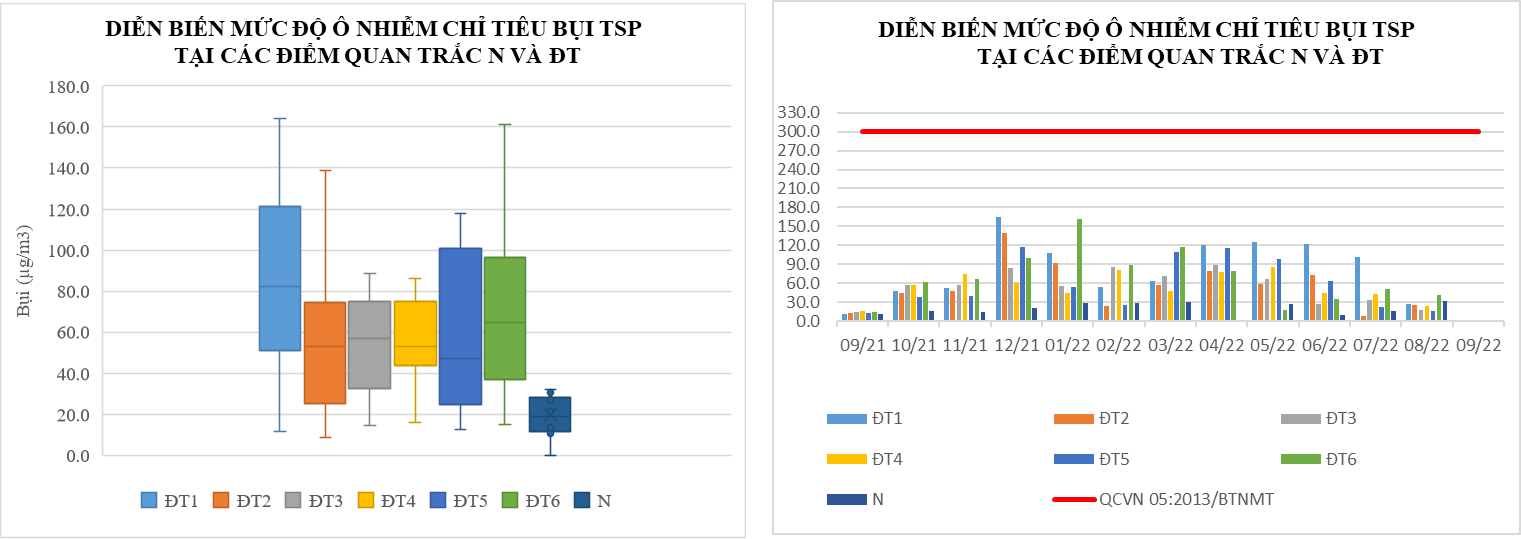 DIỄN BIẾN MỨC ĐỘ Ô NHIỄM CHỈ TIÊU BỤI TSP
TẠI CÁC ĐIỂM QUAN TRẮC N VÀ ĐT
180.0
160.0
140.0
120.0
100.0
80.0
60.0
40.0
20.0
0.0
Bụi (µg/m3)
ĐT1 ĐT2 ĐT3 ĐT4 ĐT5 ĐT6 N
DIỄN BIẾN MỨC ĐỘ Ô NHIỄM CHỈ TIÊU BỤI TSP
TẠI CÁC ĐIỂM QUAN TRẮC N VÀ ĐT
330.0
300.0
270.0
240.0
210.0
180.0
150.0
120.0
90.0
60.0
30.0
0.0
09/21 10/21 11/21 12/21 01/22 02/22 03/22 04/22 05/22 06/22 07/22 08/22 09/22
ĐT1 ĐT2 ĐT3
ĐT4 ĐT5 ĐT6
N QCVN 05:2013/BTNMT